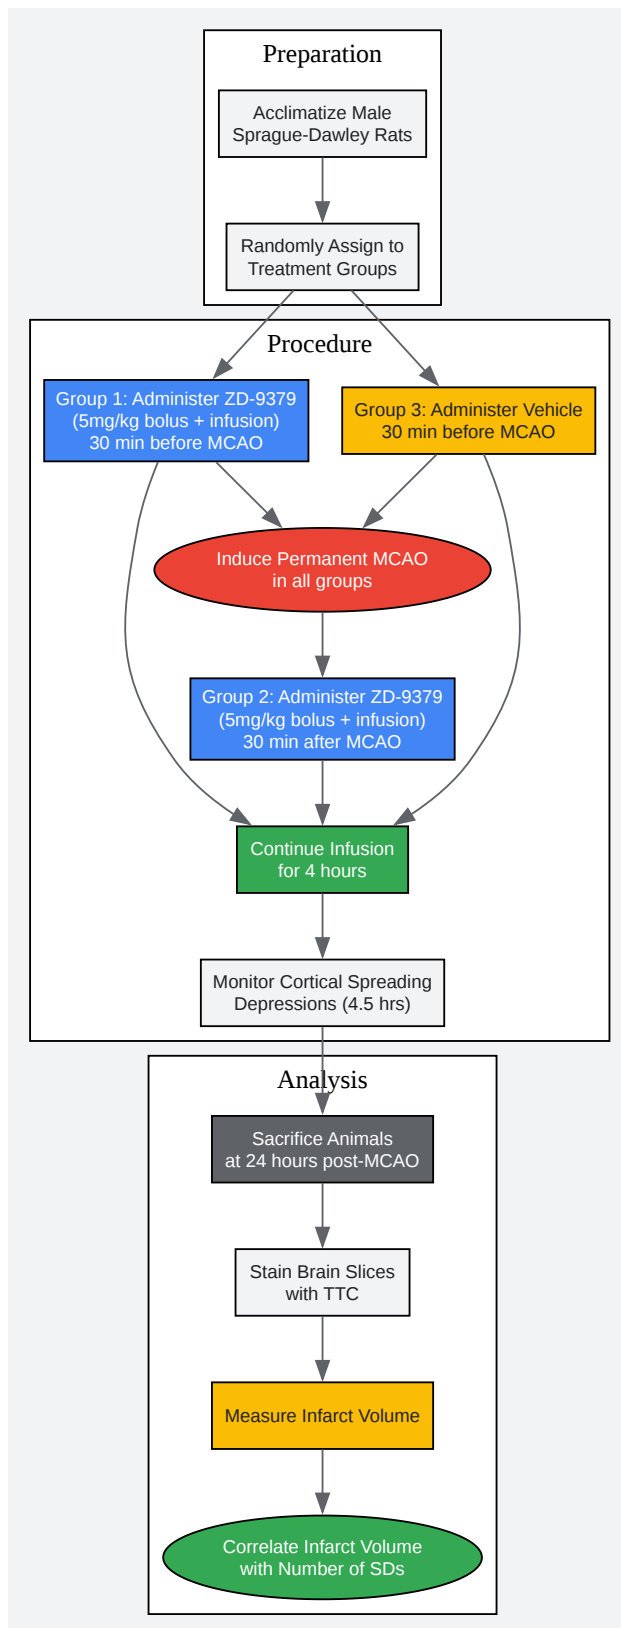 Preparation
Acclimatize Male
Sprague-Dawley Rats
Randomly Assign to
Treatment Groups
Procedure
Group 1: Administer ZD-9379
(5mg/kg bolus + infusion)
30 min before MCAO
Group 3: Administer Vehicle
30 min before MCAO
Induce Permanent MCAO
in all groups
Group 2: Administer ZD-9379
(5mg/kg bolus + infusion)
30 min after MCAO
Continue Infusion
for 4 hours
Monitor Cortical Spreading
Depressions (4.5 hrs)
Analysis
Sacrifice Animals
at 24 hours post-MCAO
Stain Brain Slices
with TTC
Measure Infarct Volume
Correlate Infarct Volume
with Number of SDs